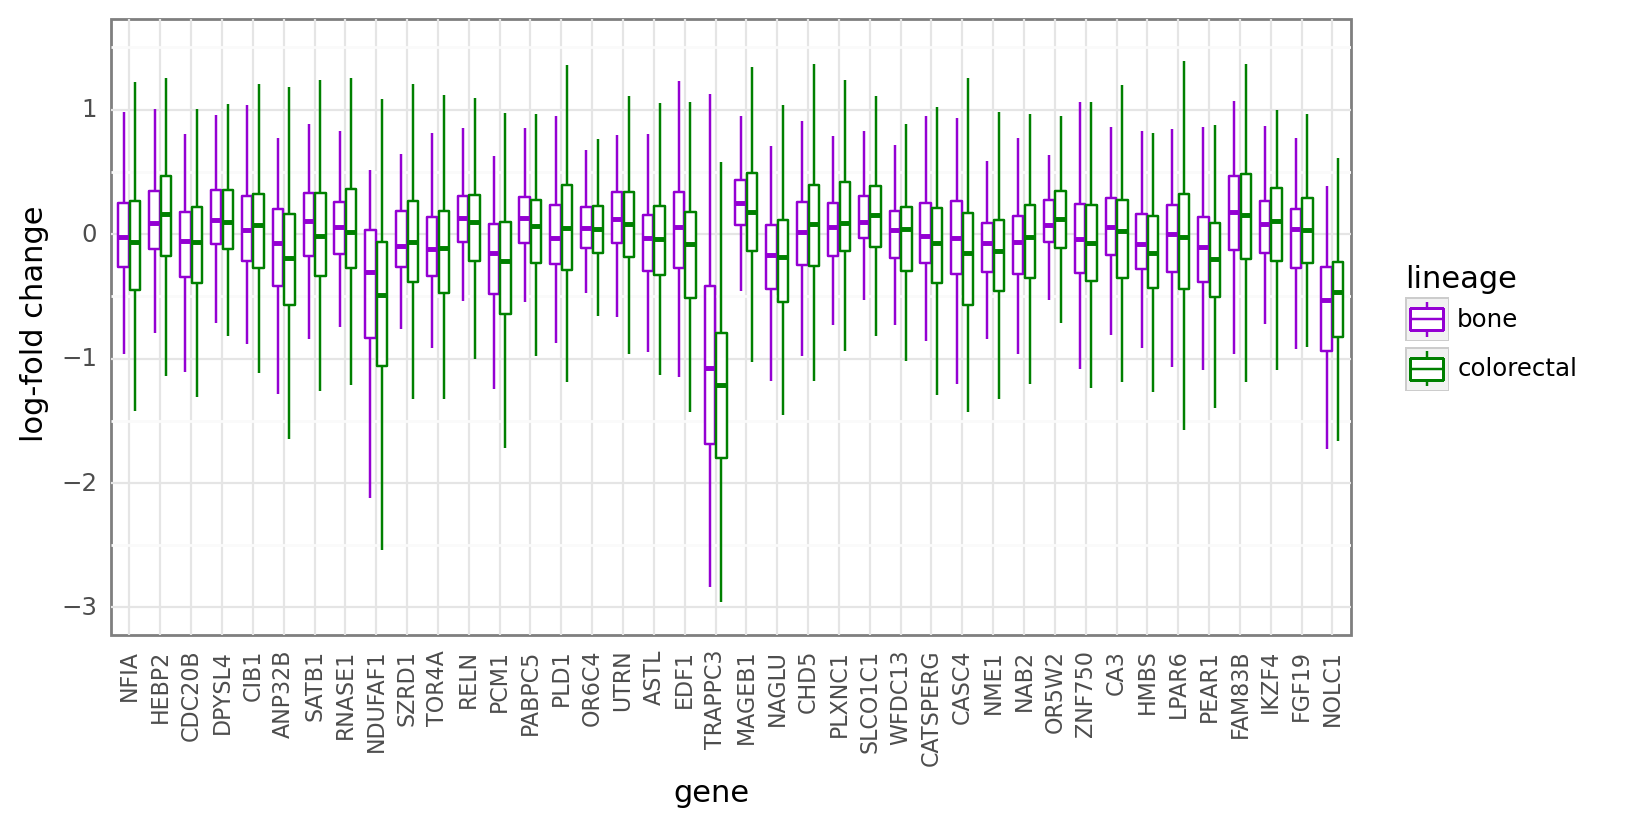 1
0
−1
−2
−3
log-fold change
NFIA
HEBP2
CDC20B
DPYSL4
CIB1
ANP32B
SATB1
RNASE1
NDUFAF1
SZRD1
TOR4A
RELN
PCM1
PABPC5
PLD1
OR6C4
UTRN
ASTL
EDF1
TRAPPC3
MAGEB1
NAGLU
CHD5
PLXNC1
SLCO1C1
WFDC13
CATSPERG
CASC4
NME1
NAB2
OR5W2
ZNF750
CA3
HMBS
LPAR6
PEAR1
FAM83B
IKZF4
FGF19
NOLC1
gene
lineage
bone
colorectal